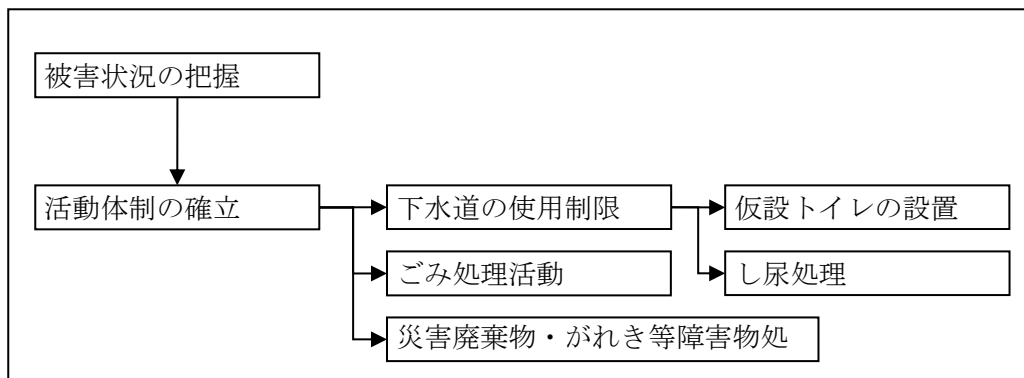 被害状況の把握
活動体制の確立
下水道の使用制限
仮設トイレの設置
ごみ処理活動
し尿処理
災害廃棄物・がれき等障害物処